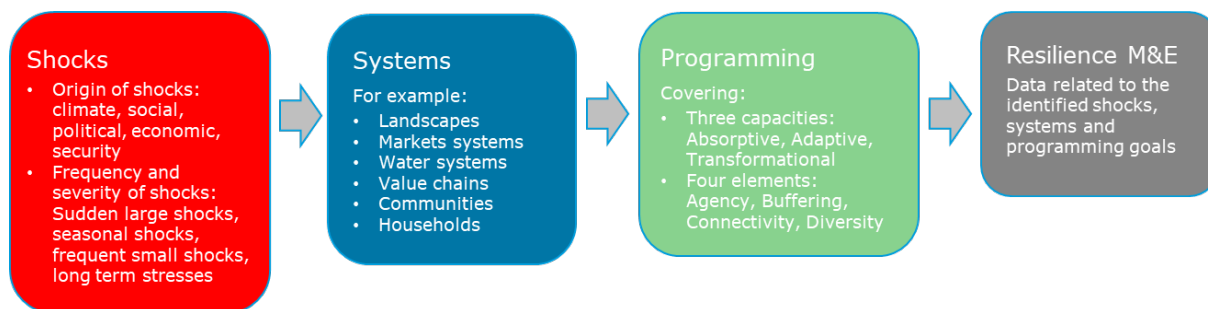 Shocks
• Origin of shocks:
climate, social,
political, economic,
security
• Frequency and
severity of shocks:
Sudden large shocks,
seasonal shocks,
frequent small shocks,
long term stresses
Systems
For example:
• Landscapes
• Markets systems
• Water systems
• Value chains
• Communities
• Households
Programming
Covering:
• Three capacities:
Absorptive, Adaptive,
Transformational
• Four elements:
Agency, Buffering,
Connectivity, Diversity
Resilience M&E
Data related to the
identified shocks,
systems and
programming goals